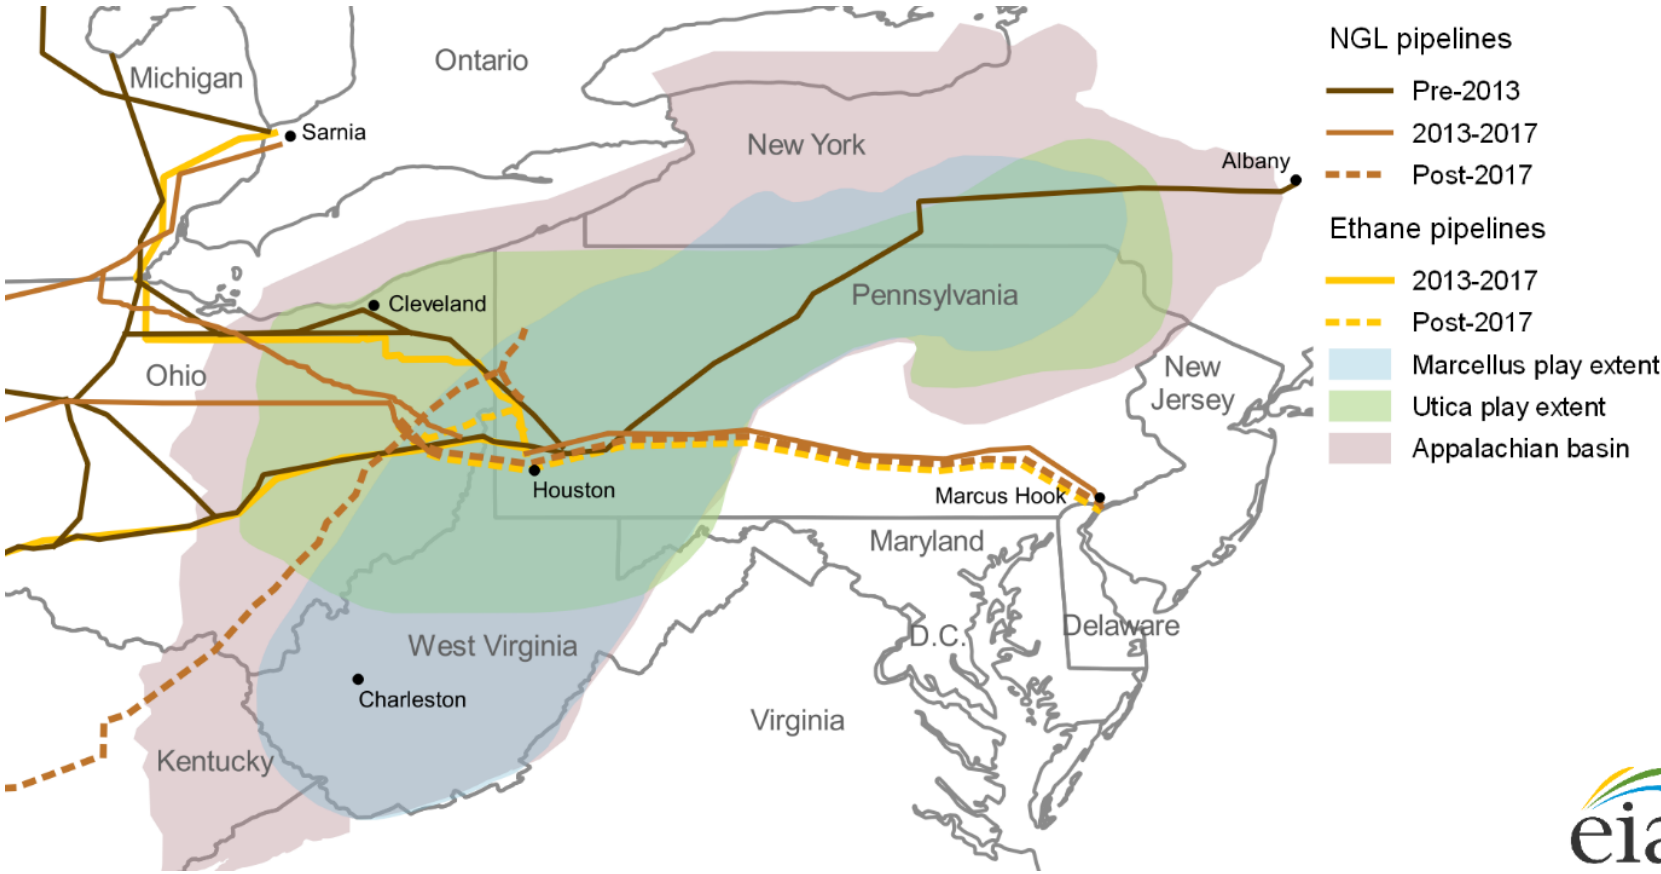 Michigan
Ontario
Sarnia
New York
Albany
Cleveland
Pennsylvania
Ohio
New
Jersey
Houston
Marcus Hook
Maryland
West Virginia
D.C.
Delaware
Charleston
Virginia
Kentucky
NGL pipelines
Pre-2013
2013-2017
Post-2017
Ethane pipelines
2013-2017
Post-2017
Marcellus play extent
Utica play extent
Appalachian basin
eia